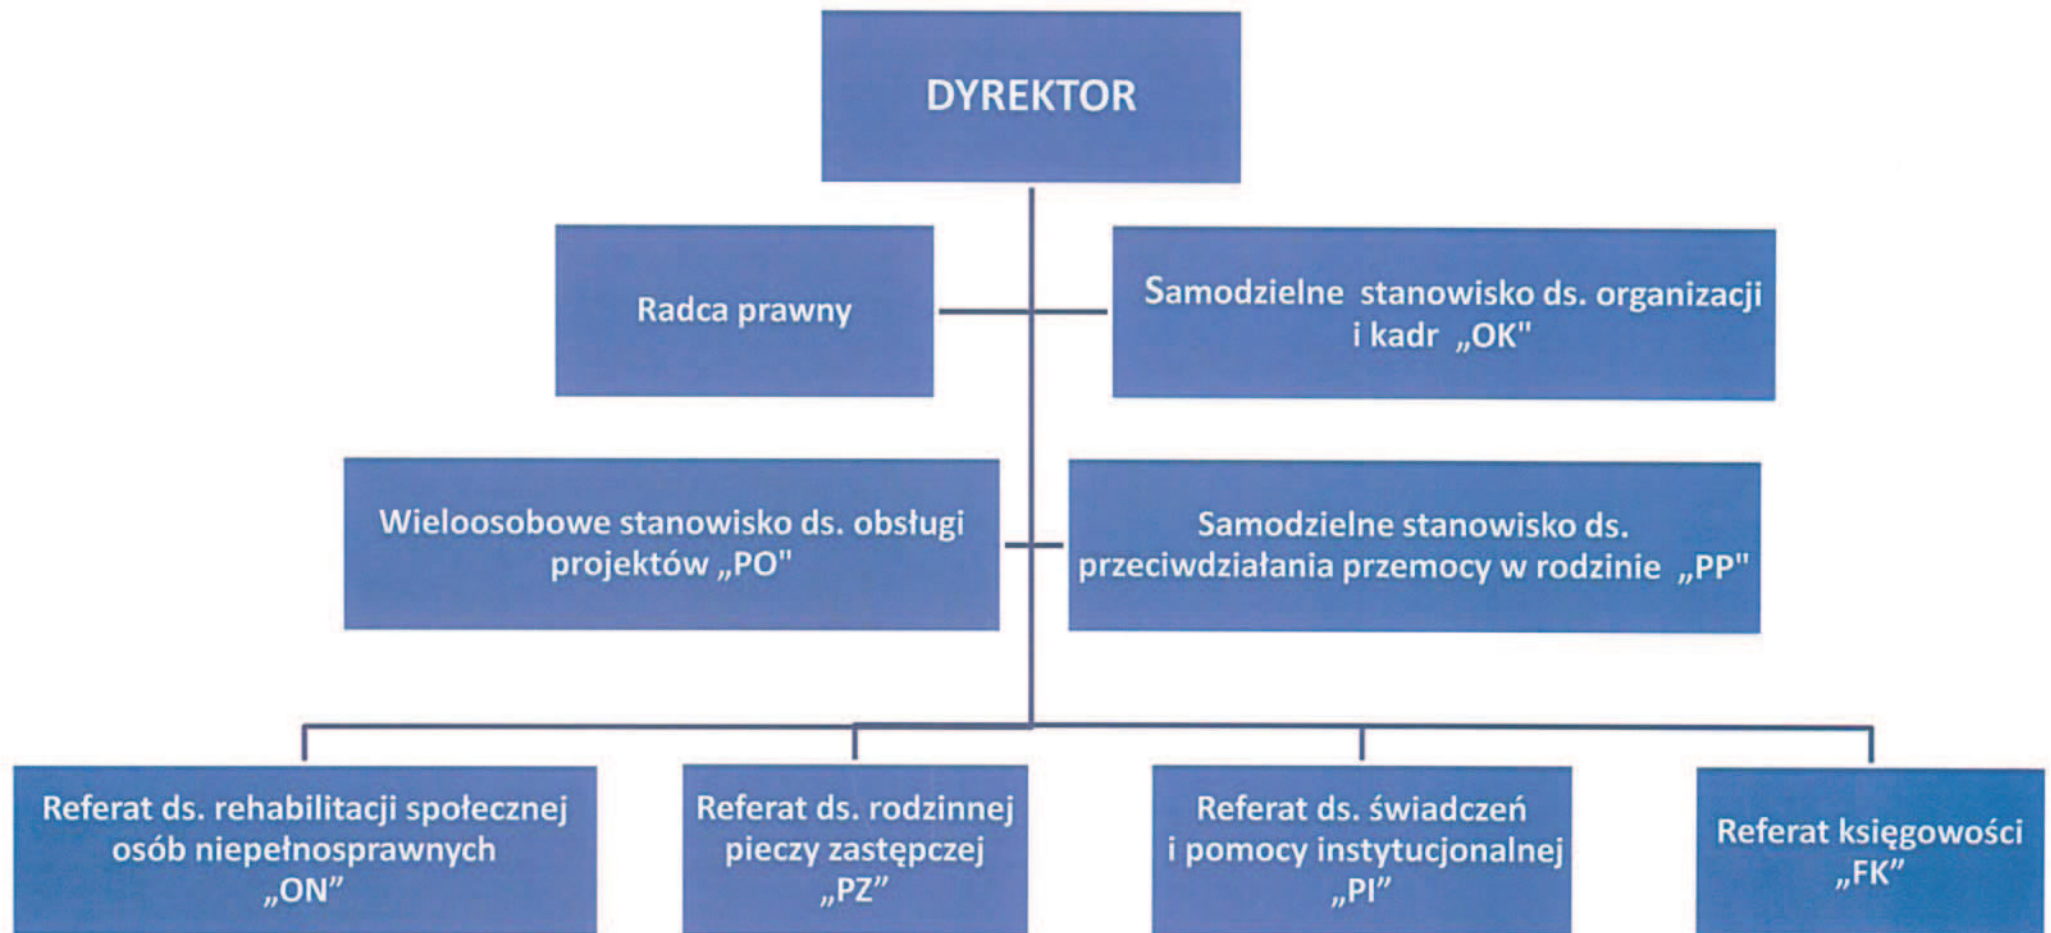 DYREKTOR
Radca prawny
Samodzielne stanowisko ds. organizacji
i kadr „OK"
Wieloosobowe stanowisko ds. obsługi
projektów „PO"
Samodzielne stanowisko ds.
przeciwdziałania przemocy w rodzinie „PP"
Referat ds. rehabilitacji społecznej
osób niepełnosprawnych
„ON”
Referat ds. rodzinnej
pieczy zastępczej
„PZ”
Referat ds. świadczeń
i pomocy instytucjonalnej
„PI”
Referat księgowości
„FK”